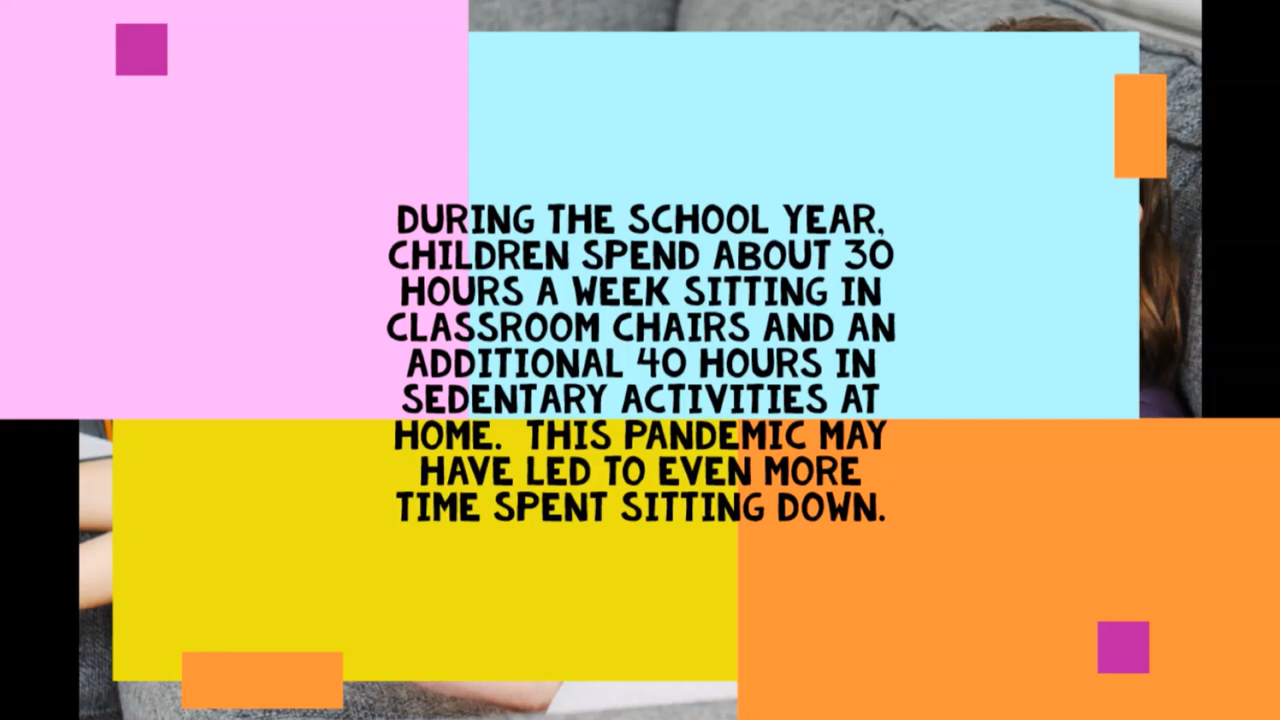 DURING THE SCHOOL YEAR,
CHILDREN SPEND ABOUT 30
HOURS A WEEK SITTING IN
CLASSROOM CHAIRS AND AN
ADDITIONAL 40 HOURS IN
SEDENTARY ACTIVITIES AT
HOME.  THIS PANDEMIC MAY
HAVE LED TO EVEN MORE
TIME SPENT SITTING DOWN.